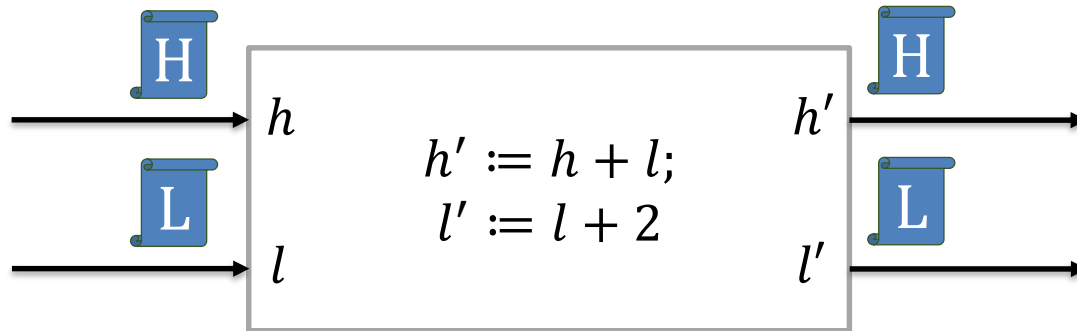 H H
h h′
h′ ≔ h + l;
L L
l′ ≔ l + 2
l l′